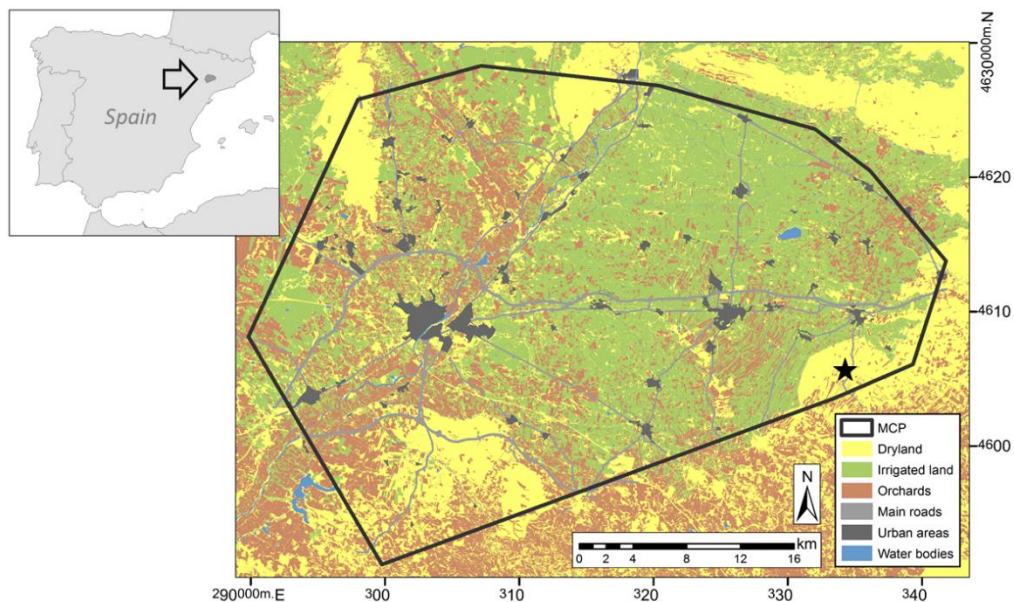 Spain
4630000m.N
4620
4610
4600
MCP
Dryland
Irrigated land
Orchards
Main roads
Urban areas
Water bodies
N
km
0 2 4 8 12 16
290000m.E 300 310 320 330 340